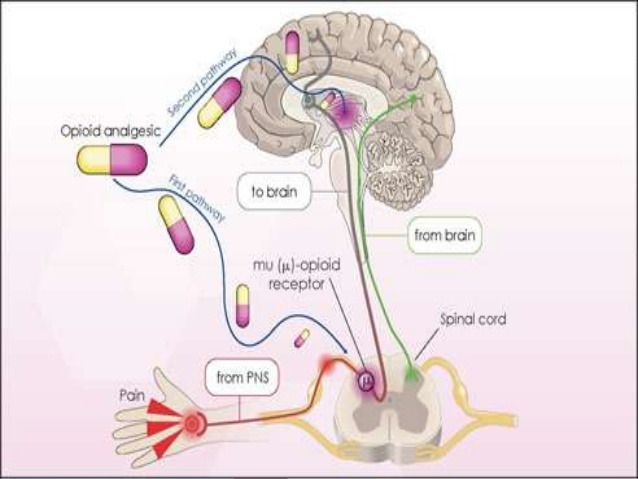 Second pathway
Opioid analgesic
First pathway
to brain
from brain
mu (μ)-opioid
receptor
Spinal cord
from PNS
μ
Pain